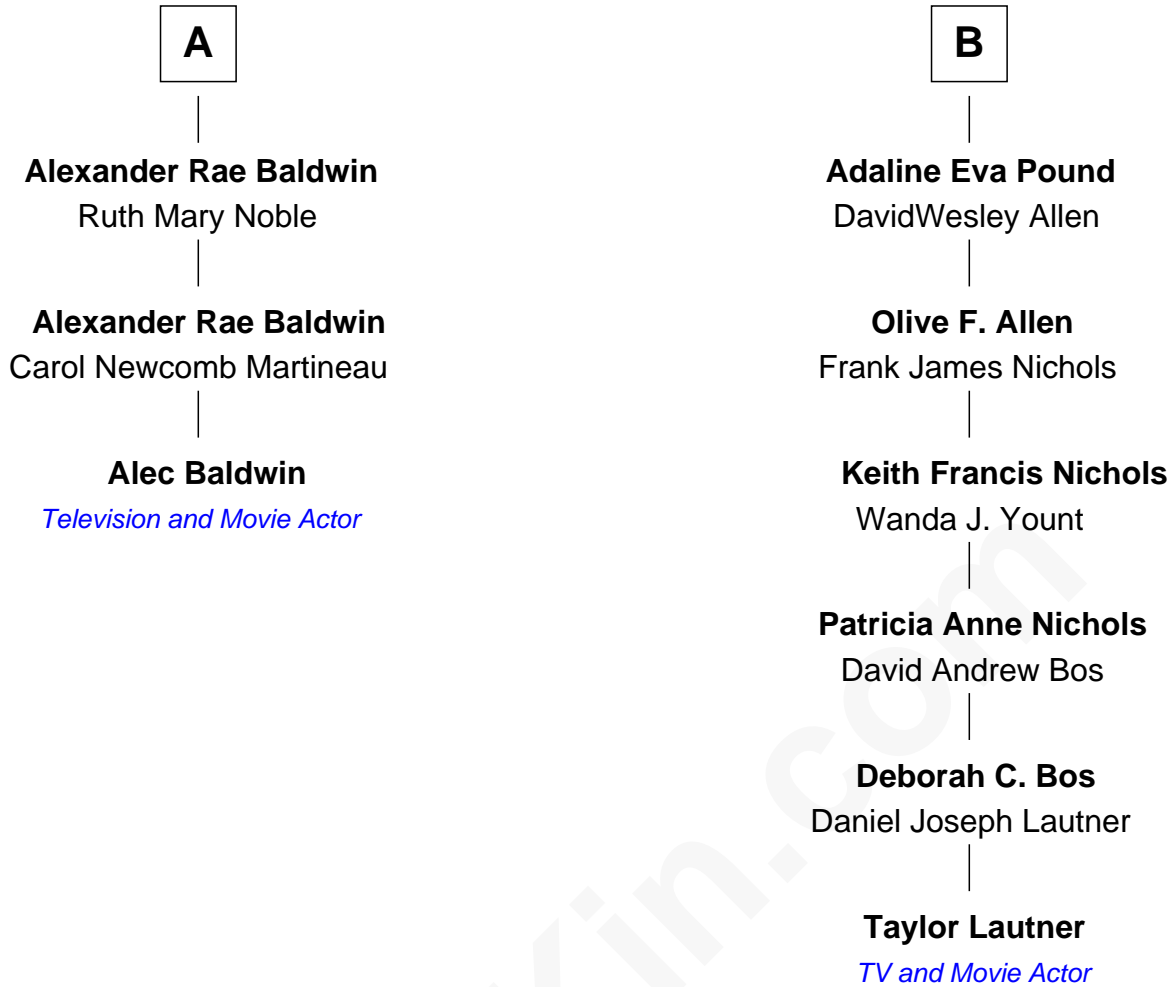 A
Alexander Rae Baldwin
Ruth Mary Noble
Alexander Rae Baldwin
Carol Newcomb Martineau
Alec Baldwin
Television and Movie Actor
B
Adaline Eva Pound
DavidWesley Allen
Olive F. Allen
Frank James Nichols
Keith Francis Nichols
Wanda J. Yount
Patricia Anne Nichols
David Andrew Bos
Deborah C. Bos
Daniel Joseph Lautner
Taylor Lautner
TV and Movie Actor
Kin.com